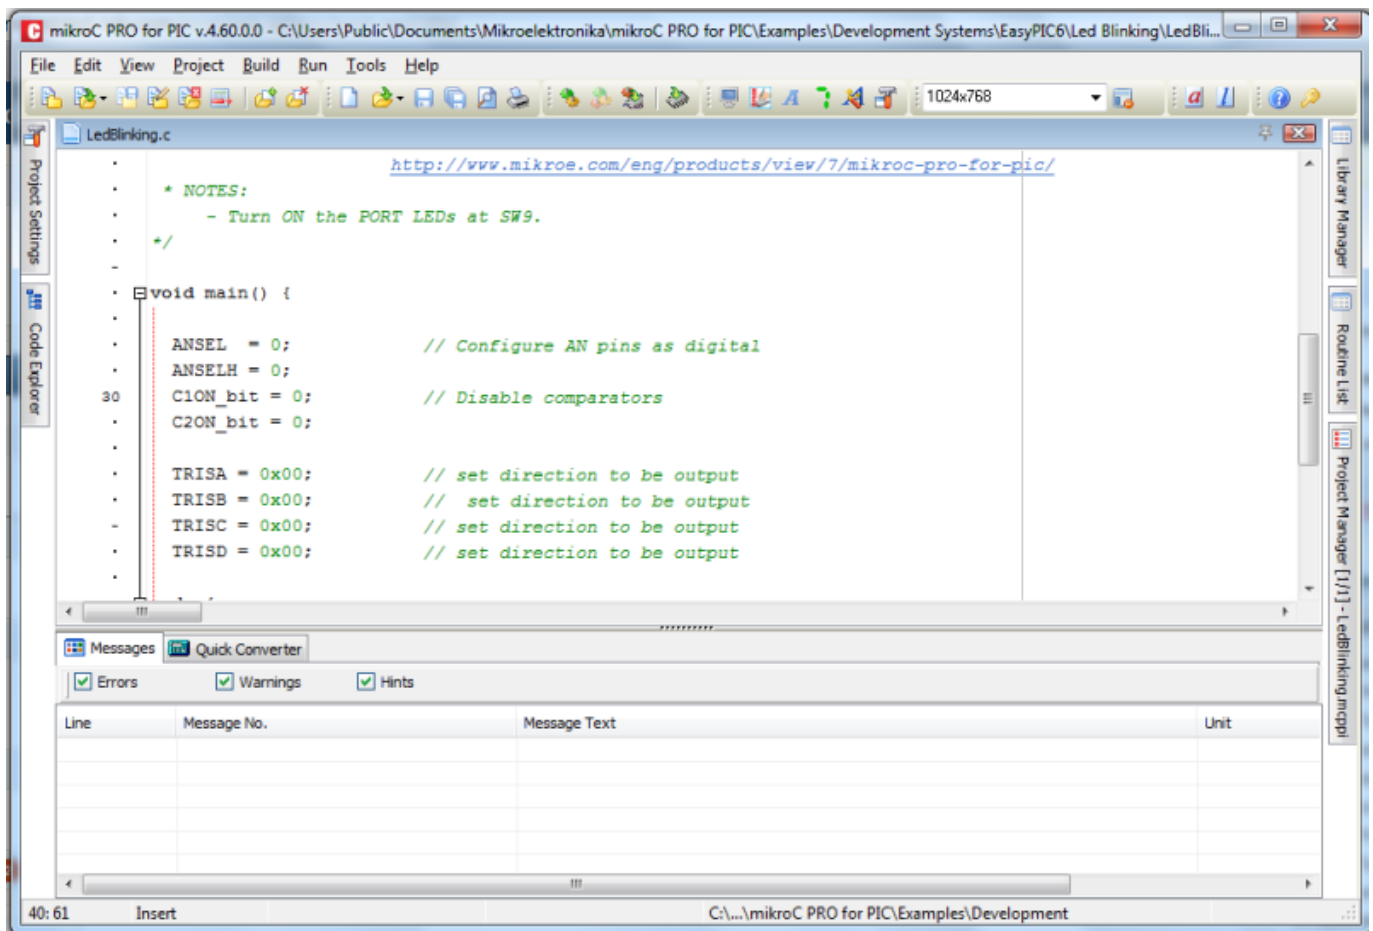 mikroC PRO for PIC v.4.60.0.0 - C:\Users\Public\Documents\Mikroelektronika\mikroC PRO for PIC\Examples\Development Systems\EasyPIC6\Led Blinking\LedBli...
File Edit View Project Build Run Tools Help
1024x768
LedBlinking.c
Project Settings
Code Explorer
http://www.mikroe.com/eng/products/view/7/mikroc-pro-for-pic/
* NOTES:
- Turn ON the PORT LEDs at SW9.
*/
void main() {
ANSEL = 0; // Configure AN pins as digital
ANSELH = 0;
30 C1ON_bit = 0; // Disable comparators
C2ON_bit = 0;
TRISA = 0x00; // set direction to be output
TRISB = 0x00; // set direction to be output
TRISC = 0x00; // set direction to be output
TRISD = 0x00; // set direction to be output
Library Manager
Routine List
Project Manager [1/1] - LedBlinking.mcppi
Messages Quick Converter
Errors Warnings Hints
Line Message No. Message Text Unit
40: 61 Insert C:\...\mikroC PRO for PIC\Examples\Development